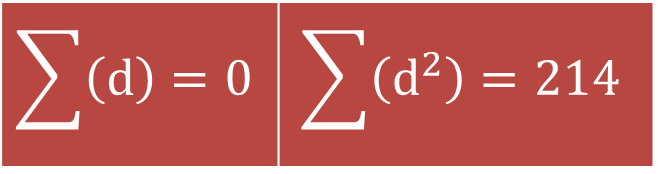 ∑(d) = 0
∑(d²) = 214